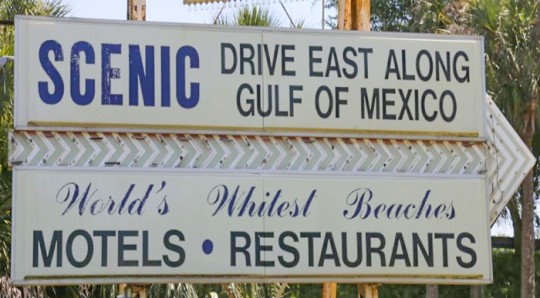 SCENIC DRIVE EAST ALONG
GULF OF MEXICO
World's Whitest Beaches
MOTELS • RESTAURANTS